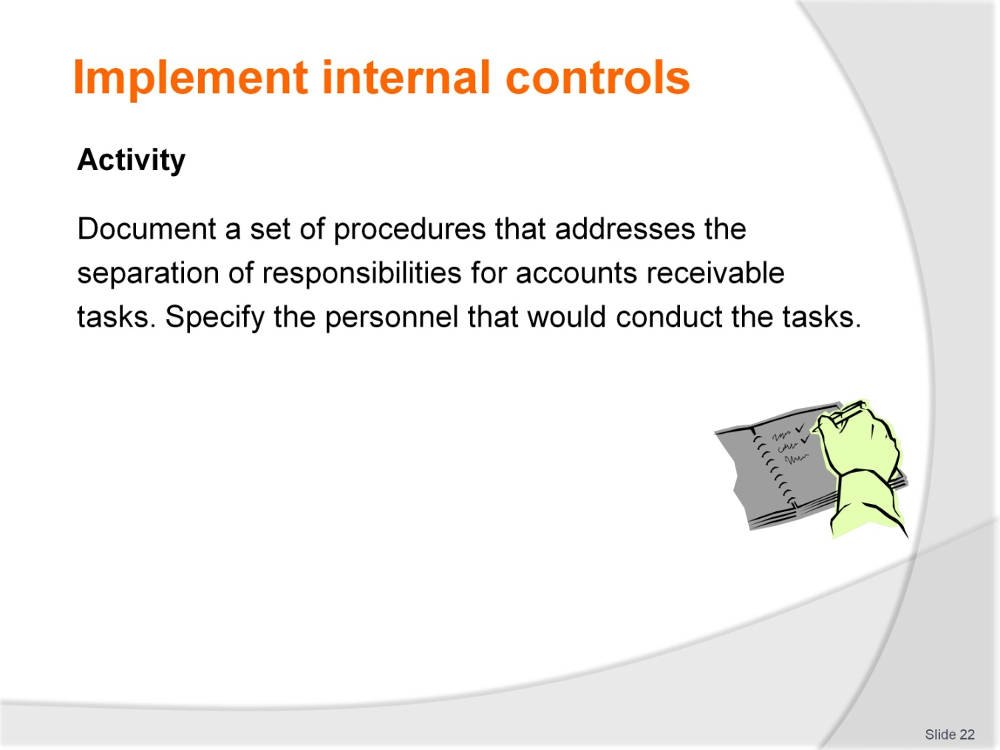 Implement internal controls
Activity
Document a set of procedures that addresses the
separation of responsibilities for accounts receivable
tasks. Specify the personnel that would conduct the tasks.
Slide 22